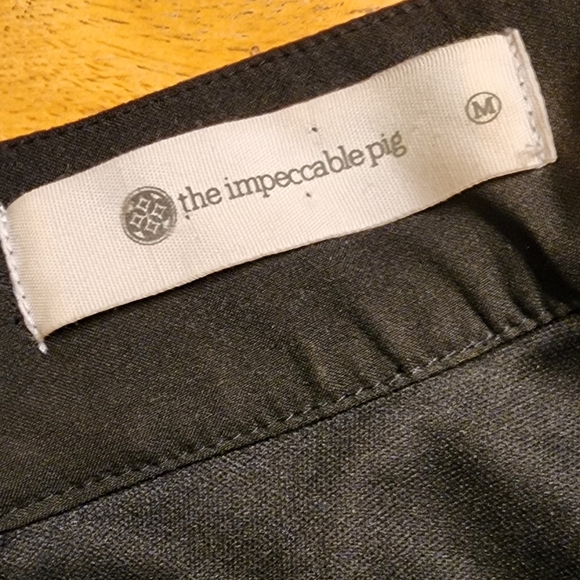 the impeccable pig
M